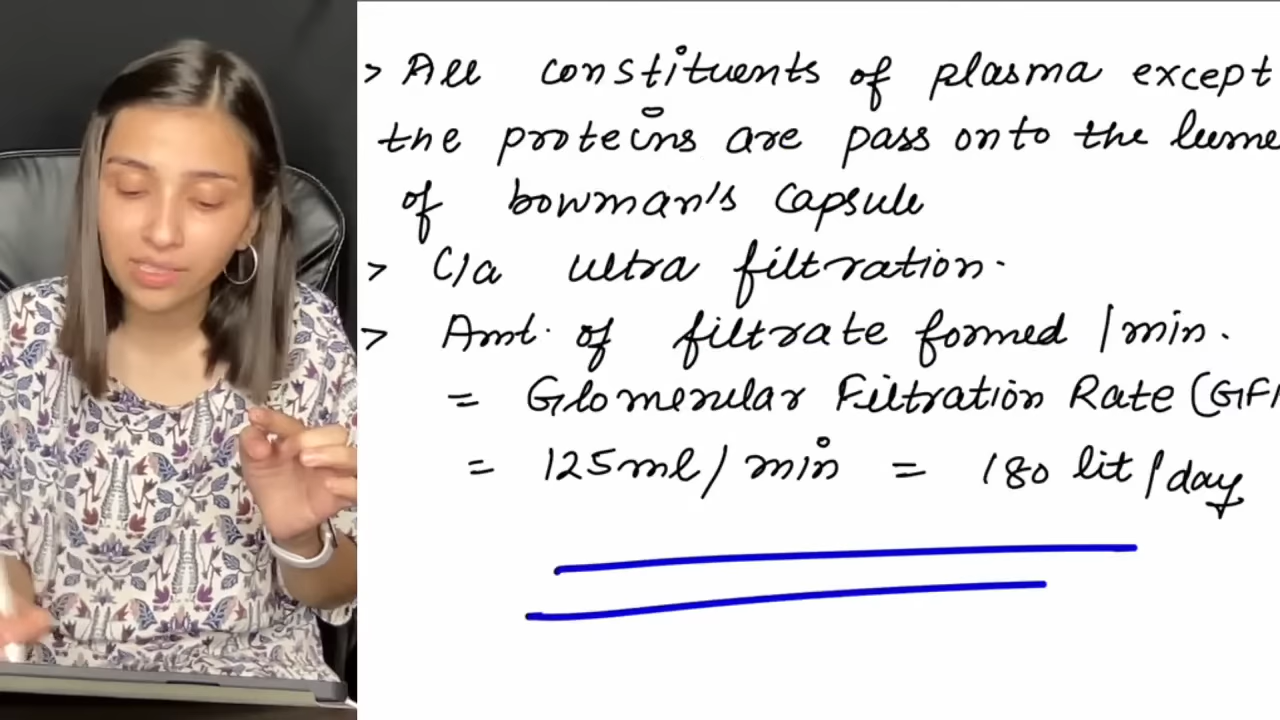 > All constituents of plasma except
the proteins are pass onto the lume
of bowman's capsule
> C/a ultra filtration.
> Amt. of filtrate formed /min.
= Glomerular Filtration Rate (GF
= 125ml/min = 180 lit/day